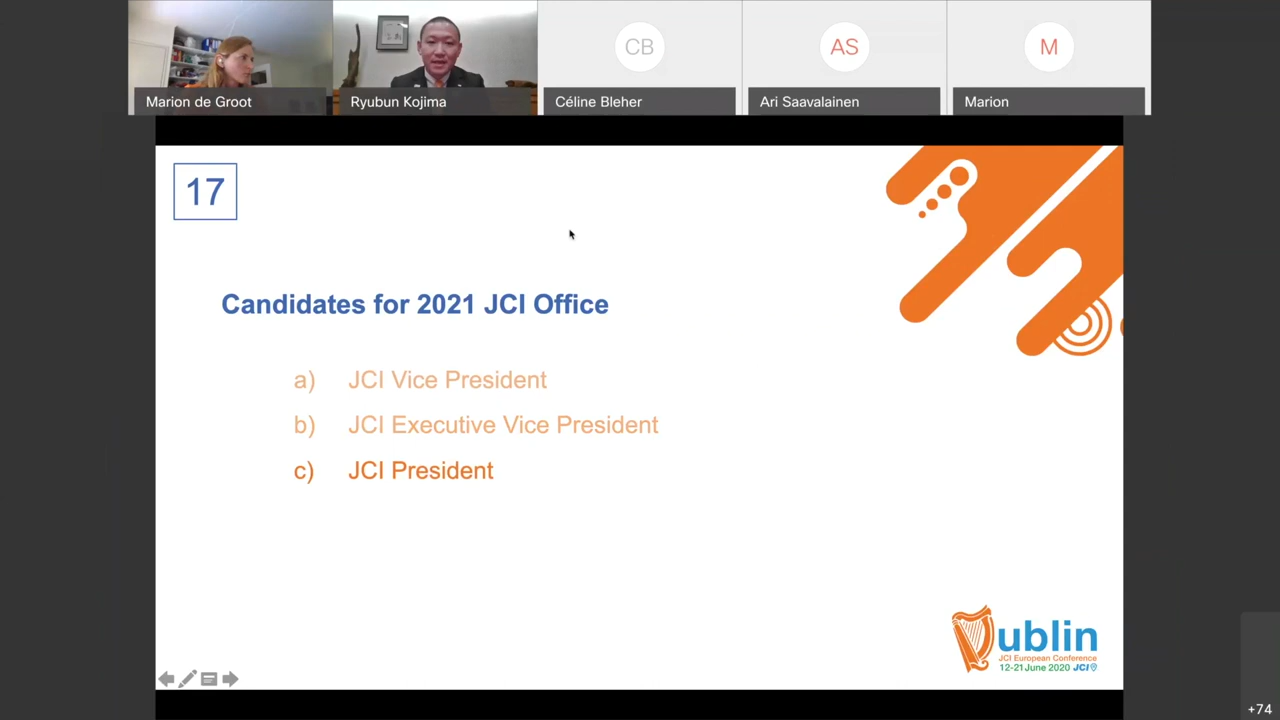 Marion de Groot
Ryubun Kojima
CB
Céline Bleher
AS
Ari Saavalainen
M
Marion
17
Candidates for 2021 JCI Office
a) JCI Vice President
b) JCI Executive Vice President
c) JCI President
Dublin
JCI European Conference
12-21 June 2020 JCI
+74